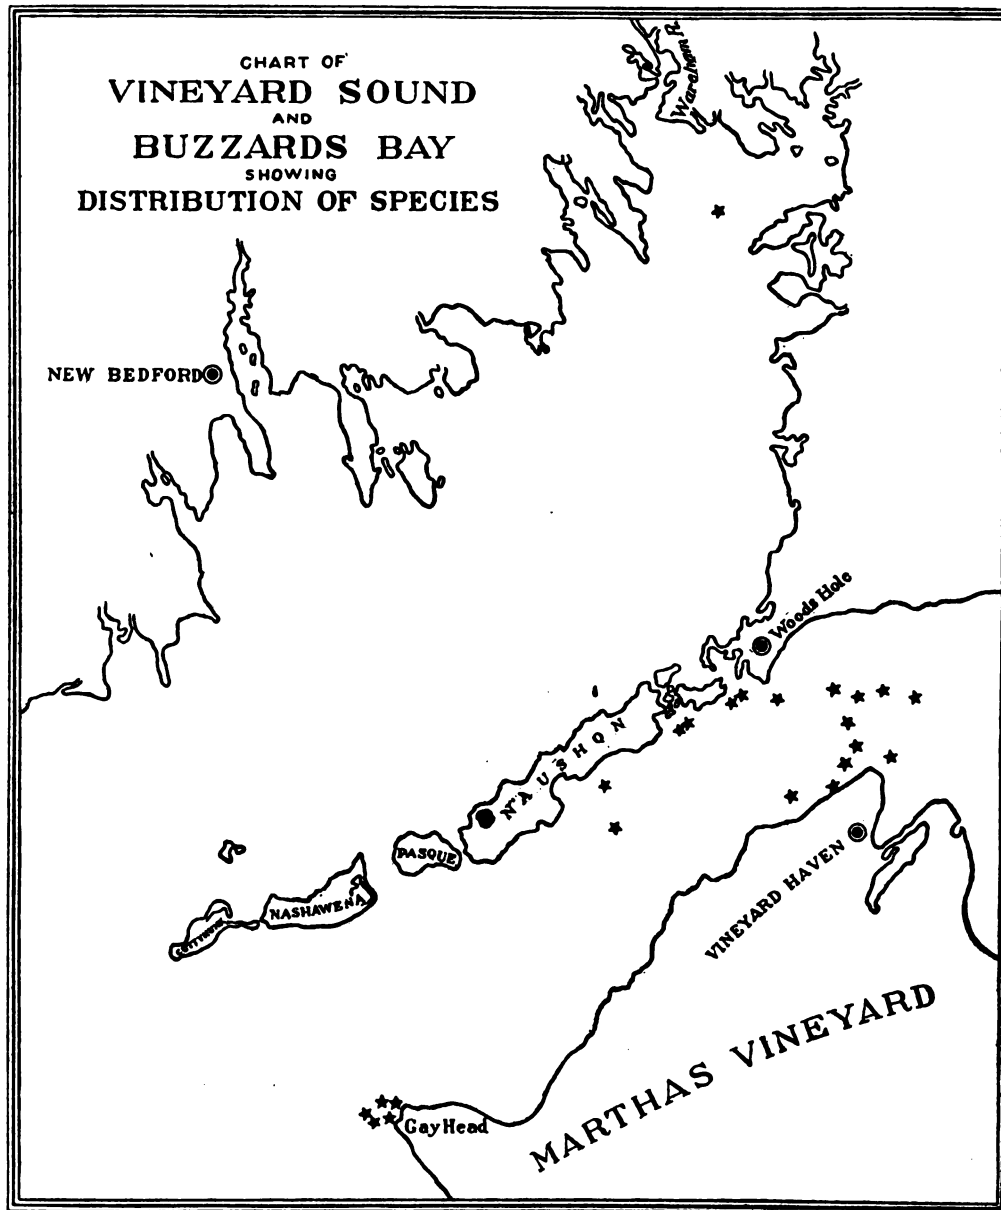 CHART OF
VINEYARD SOUND
AND
BUZZARDS BAY
SHOWING
DISTRIBUTION OF SPECIES
Wareham R.
NEW BEDFORD
Woods Hole
NAUSHON
PASQUE
NASHAWENA
CUTTYHUNK
VINEYARD HAVEN
MARTHAS VINEYARD
Gay Head